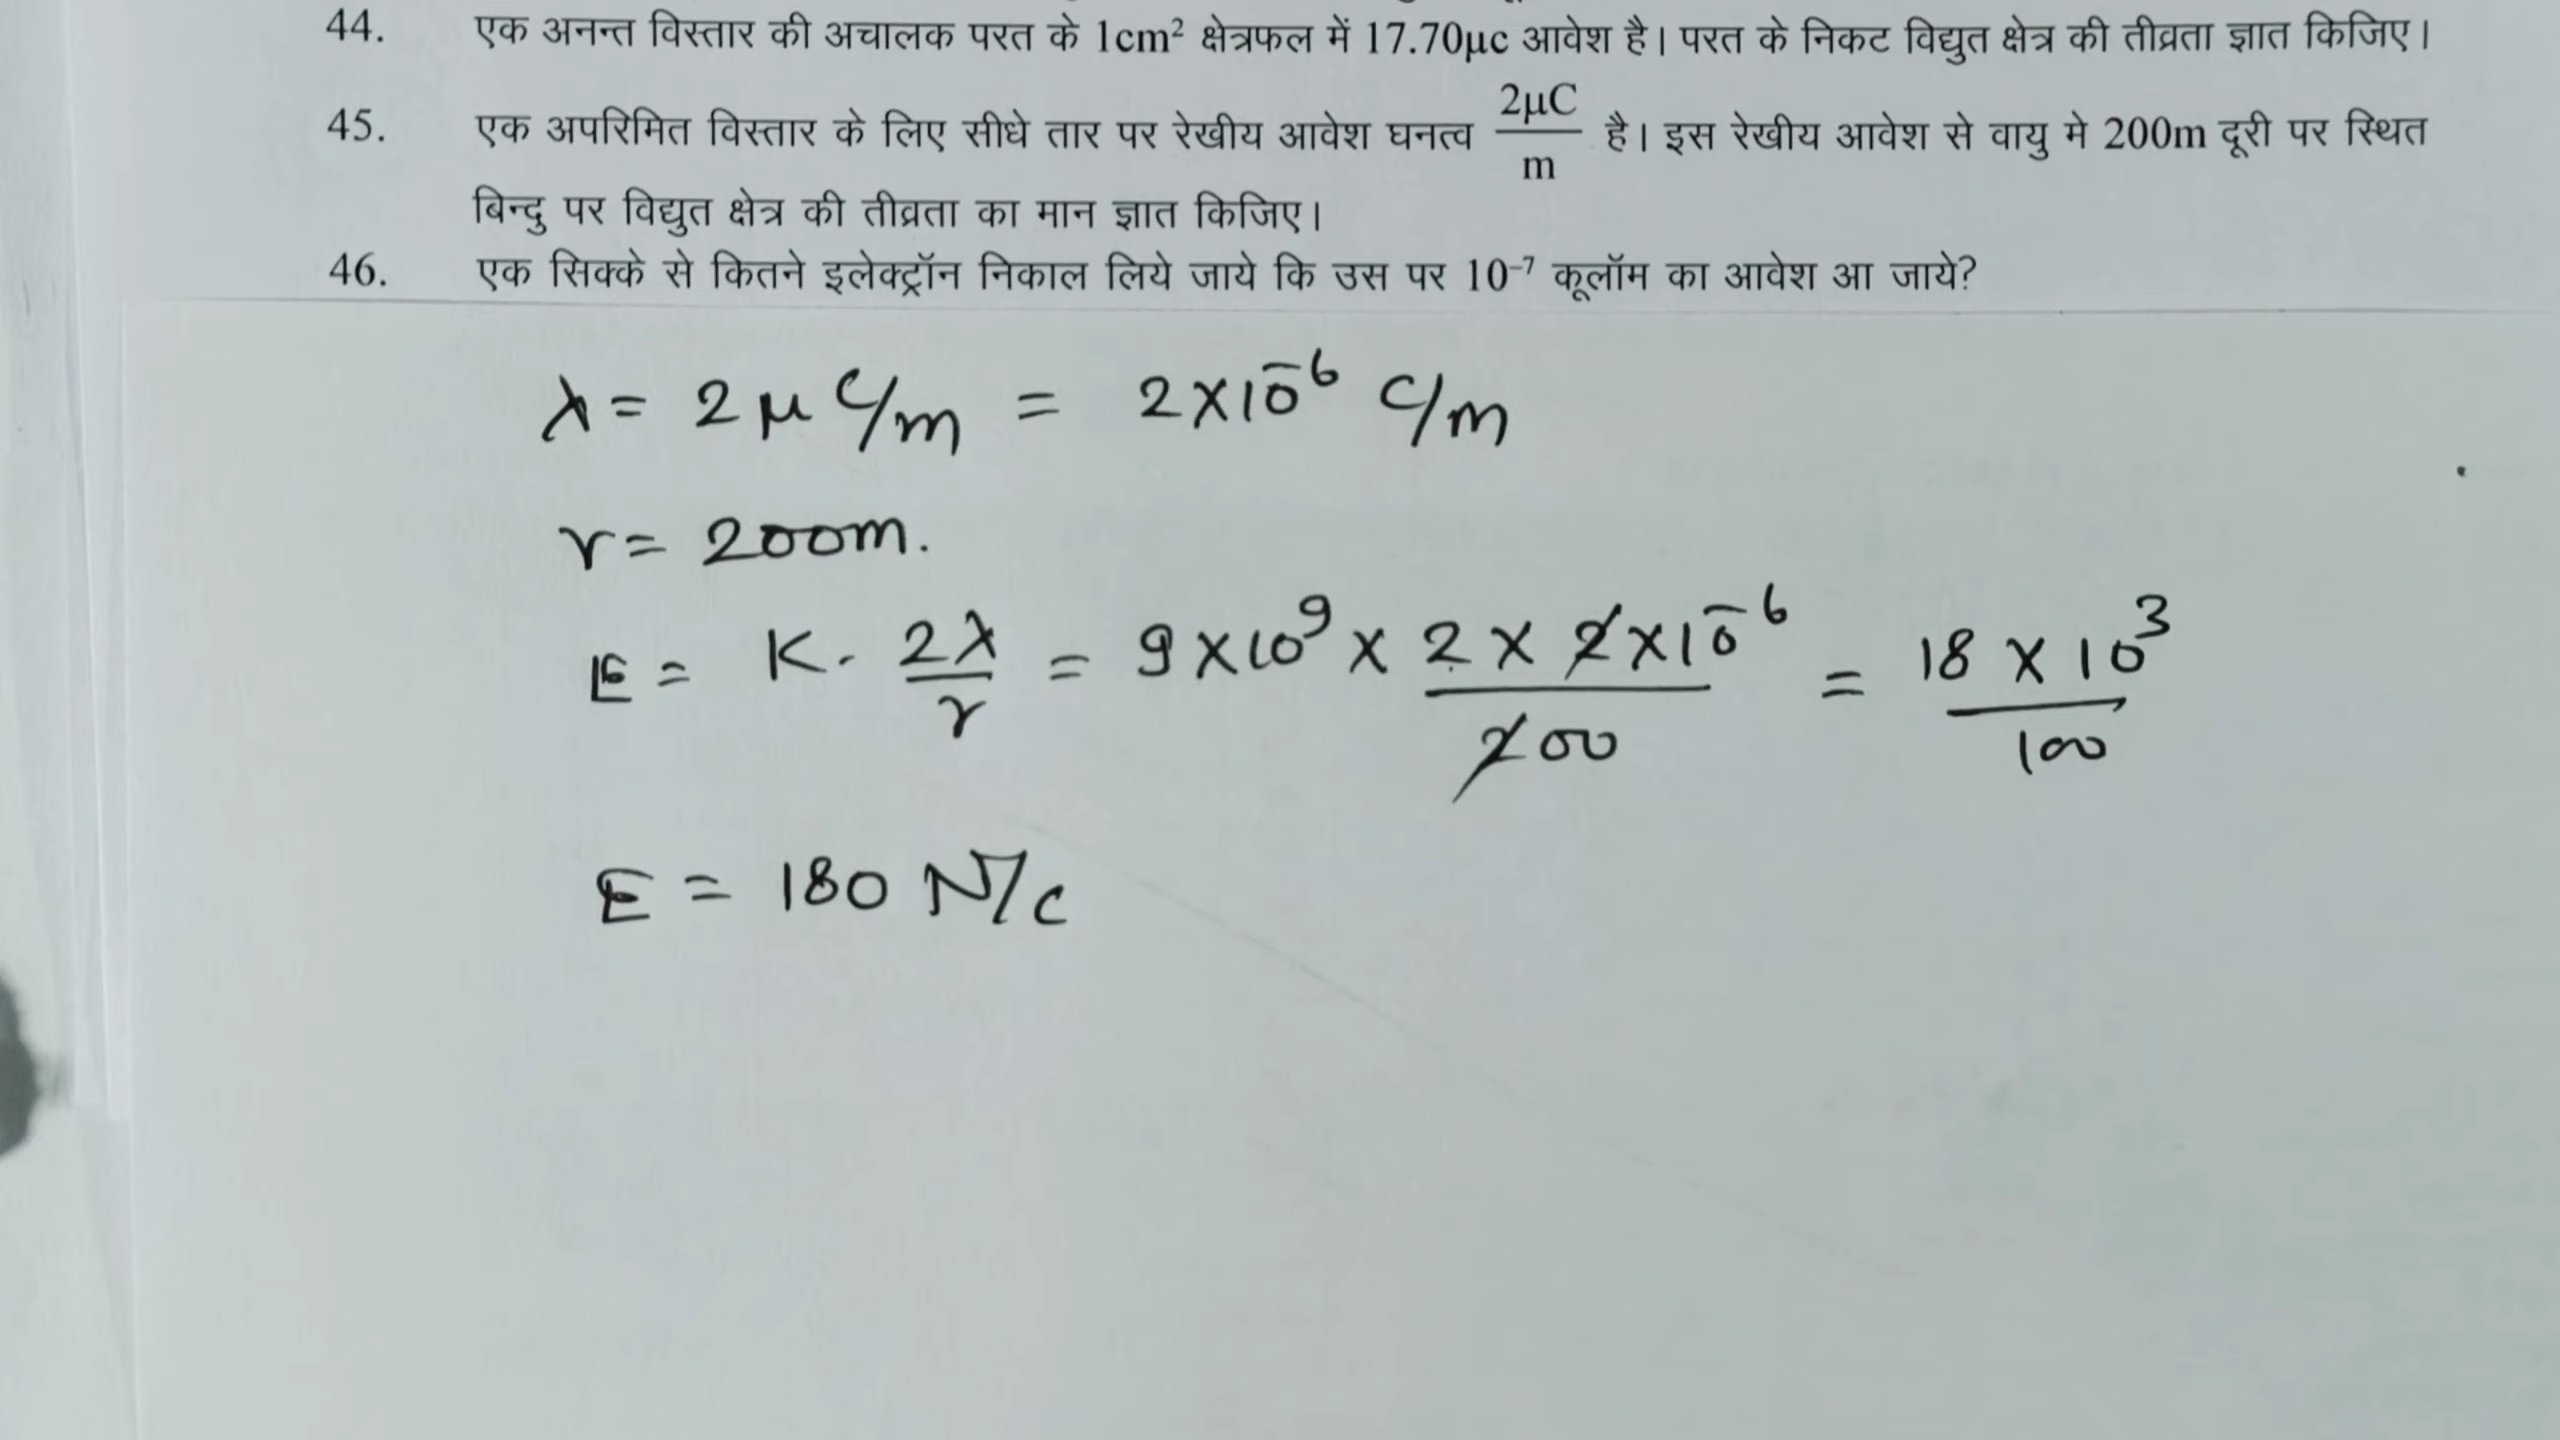 44. एक अनन्त विस्तार की अचालक परत के 1cm² क्षेत्रफल में 17.70μc आवेश है। परत के निकट विद्युत क्षेत्र की तीव्रता ज्ञात किजिए।
45. एक अपरिमित विस्तार के लिए सीधे तार पर रेखीय आवेश घनत्व 2μC/m है। इस रेखीय आवेश से वायु मे 200m दूरी पर स्थित
बिन्दु पर विद्युत क्षेत्र की तीव्रता का मान ज्ञात किजिए।
46. एक सिक्के से कितने इलेक्ट्रॉन निकाल लिये जाये कि उस पर 10⁻⁷ कूलॉम का आवेश आ जाये?
λ = 2μ C/m = 2×10⁻⁶ C/m
r = 200m.
E = K · 2λ/r = 9×10⁹ × 2×2×10⁻⁶/200 = 18×10³/100
E = 180 N/C